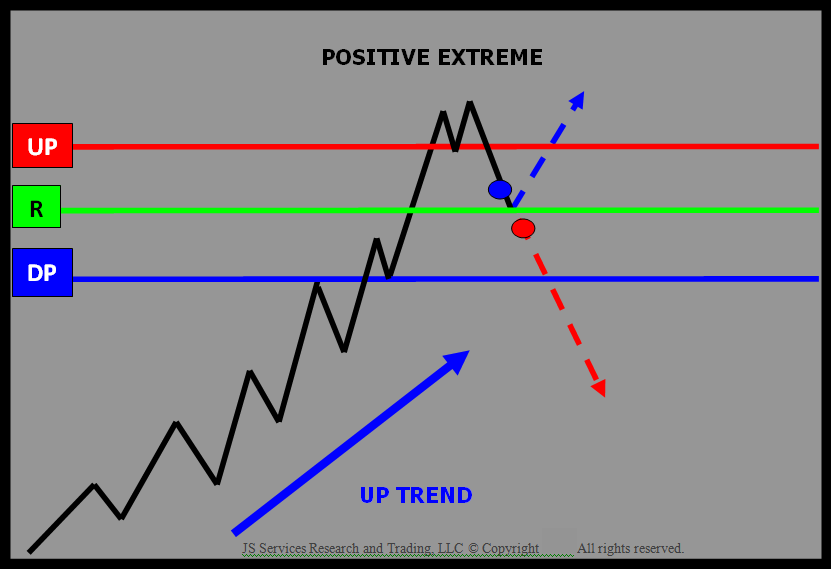 POSITIVE EXTREME
UP
R
DP
UP TREND
JS Services Research and Trading, LLC © Copyright All rights reserved.